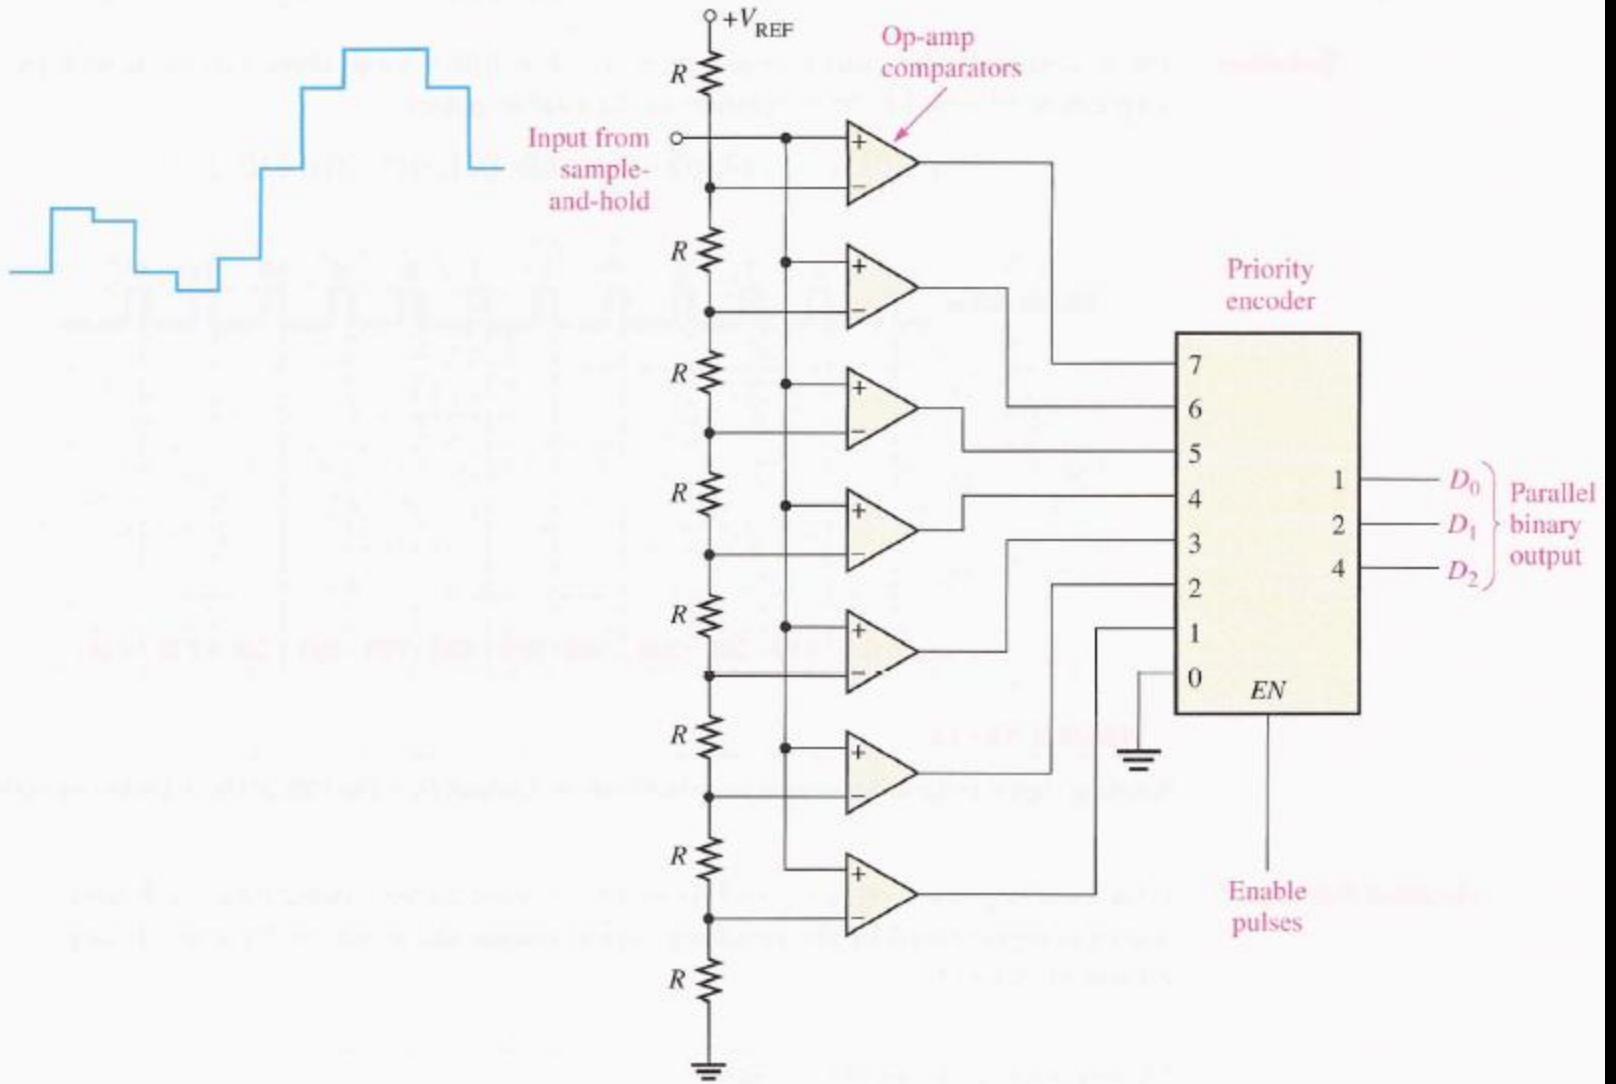 +V_REF
Op-amp
comparators
R
Input from
sample-
and-hold
R
R
R
R
R
R
R
Priority
encoder
7
6
5
4
3
2
1
0
EN
1
2
4
D_0
D_1
D_2
Parallel
binary
output
Enable
pulses
+
−
+
−
+
−
+
−
+
−
+
−
+
−